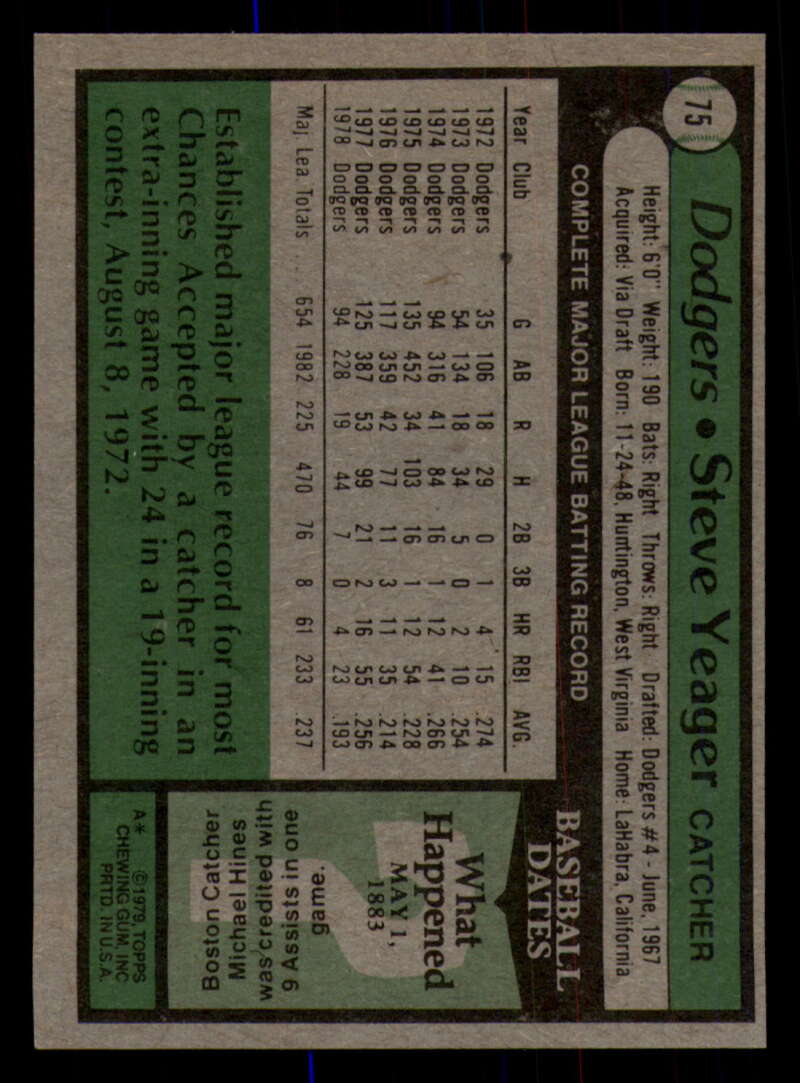 75
Dodgers • Steve Yeager CATCHER
Height: 6'0" Weight: 190 Bats: Right Throws: Right Drafted: Dodgers #4 - June, 1967
Acquired: Via Draft Born: 11-24-48, Huntington, West Virginia Home: LaHabra, California
COMPLETE MAJOR LEAGUE BATTING RECORD
Year Club G AB R H 2B 3B HR RBI AVG.
1972 Dodgers 35 106 18 29 0 1 4 15 .274
1973 Dodgers 54 134 18 34 5 0 2 10 .254
1974 Dodgers 94 316 41 84 16 1 12 41 .266
1975 Dodgers 135 452 34 103 16 1 12 54 .228
1976 Dodgers 117 359 42 77 11 3 11 35 .214
1977 Dodgers 125 387 53 99 21 2 16 55 .256
1978 Dodgers 94 228 19 44 7 0 4 23 .193
Maj Lea Totals . . . 654 1982 225 470 76 8 61 233 .237
Established major league record for most
Chances Accepted by a catcher in an
extra-inning game with 24 in a 19-inning
contest, August 8, 1972.
BASEBALL
DATES
What
Happened
MAY 1,
1883
Boston Catcher
Michael Hines
was credited with
9 Assists in one
game.
A* ©1979, TOPPS
CHEWING GUM, INC
PRTD. IN U.S.A.